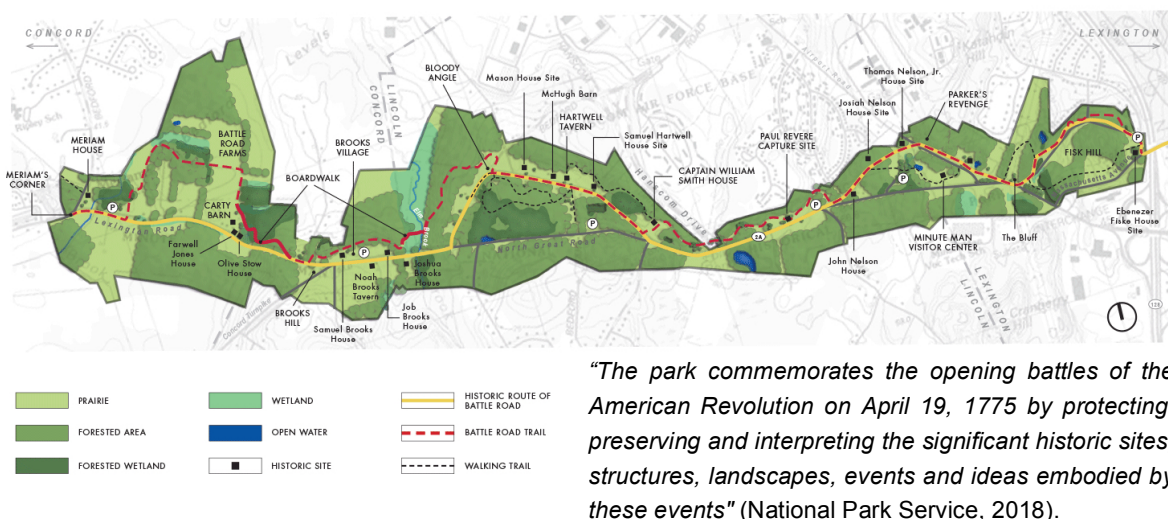 CONCORD
LEXINGTON
MERIAM
HOUSE
MERIAM'S
CORNER
BATTLE
ROAD
FARMS
CARTY
BARN
Lexington Road
Farwell
Jones
House
Olive Stow
House
BOARDWALK
BROOKS
VILLAGE
BROOKS
HILL
Concord Turnpike
Samuel Brooks
House
Noah
Brooks
Tavern
Job
Brooks
House
Joshua
Brooks
House
LINCOLN
CONCORD
BLOODY
ANGLE
Mason House Site
McHugh Barn
HARTWELL
TAVERN
Samuel Hartwell
House Site
CAPTAIN WILLIAM
SMITH HOUSE
North Great Road
Hanscom Drive
PAUL REVERE
CAPTURE SITE
2A
Josiah Nelson
House Site
Thomas Nelson, Jr.
House Site
PARKER'S
REVENGE
John Nelson
House
MINUTE MAN
VISITOR CENTER
The Bluff
FISK HILL
Massachusetts Ave
Ebenezer
Fiske House
Site
LEXINGTON
LINCOLN
P
P
P
P
P
P
P
PRAIRIE
FORESTED AREA
FORESTED WETLAND
WETLAND
OPEN WATER
HISTORIC SITE
HISTORIC ROUTE OF
BATTLE ROAD
BATTLE ROAD TRAIL
WALKING TRAIL
“The park commemorates the opening battles of the
American Revolution on April 19, 1775 by protecting
preserving and interpreting the significant historic sites
structures, landscapes, events and ideas embodied by
these events" (National Park Service, 2018).